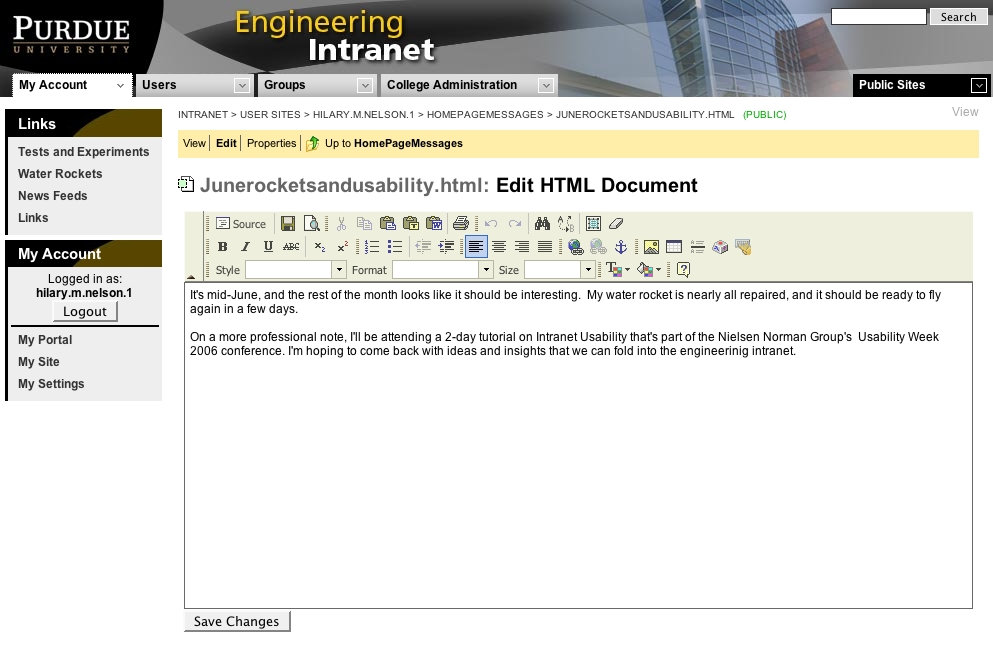 PURDUE
UNIVERSITY
Engineering
Intranet
Search
My Account
Users
Groups
College Administration
Public Sites
Links
Tests and Experiments
Water Rockets
News Feeds
Links
My Account
Logged in as:
hilary.m.nelson.1
Logout
My Portal
My Site
My Settings
INTRANET > USER SITES > HILARY.M.NELSON.1 > HOMEPAGEMESSAGES > JUNEROCKETSANDUSABILITY.HTML (PUBLIC)
View
View Edit Properties Up to HomePageMessages
Junerocketsandusability.html: Edit HTML Document
Source
B I U ABC x₂ x²
Style Format Size
It's mid-June, and the rest of the month looks like it should be interesting. My water rocket is nearly all repaired, and it should be ready to fly
again in a few days.
On a more professional note, I'll be attending a 2-day tutorial on Intranet Usability that's part of the Nielsen Norman Group's Usability Week
2006 conference. I'm hoping to come back with ideas and insights that we can fold into the engineerinig intranet.
Save Changes